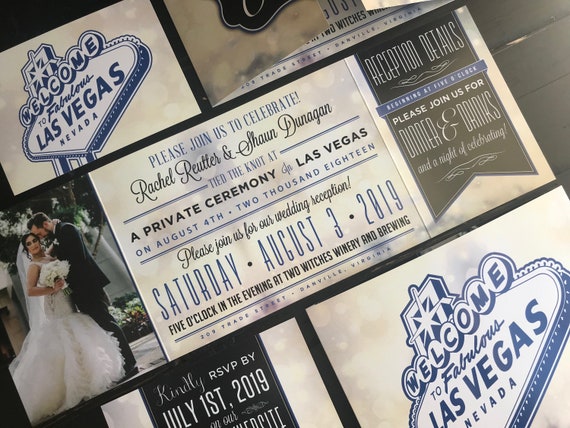 WELCOME
TO Fabulous
LAS VEGAS
NEVADA
AUGUST
209 TRADE STREET • DANVILLE, VIRGINIA
PLEASE JOIN US TO CELEBRATE!
Rachel Reutter & Shaun Dunagan
TIED THE KNOT AT
A PRIVATE CEREMONY In LAS VEGAS
ON AUGUST 4TH • TWO THOUSAND EIGHTEEN
Please join us for our wedding reception!
SATURDAY • AUGUST 3 • 2019
FIVE O'CLOCK IN THE EVENING AT TWO WITCHES WINERY AND BREWING
209 TRADE STREET • DANVILLE, VIRGINIA
RECEPTION DETAILS
BEGINNING AT FIVE O'CLOCK
PLEASE JOIN US FOR
DINNER & DRINKS
and a night of celebrating!
Kindly RSVP BY
JULY 1ST, 2019
on our
WELCOME
TO Fabulous
LAS VEGAS
NEVADA